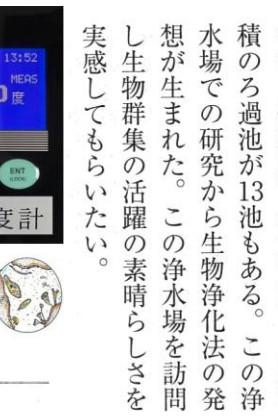 積のろ過池が13池もある。この浄
水場での研究から生物浄化法の発
想が生まれた。この浄水場を訪問
し生物群集の活躍の素晴らしさを
実感してもらいたい。
13:52
MEAS
度
ENT
(LOCK)
度計